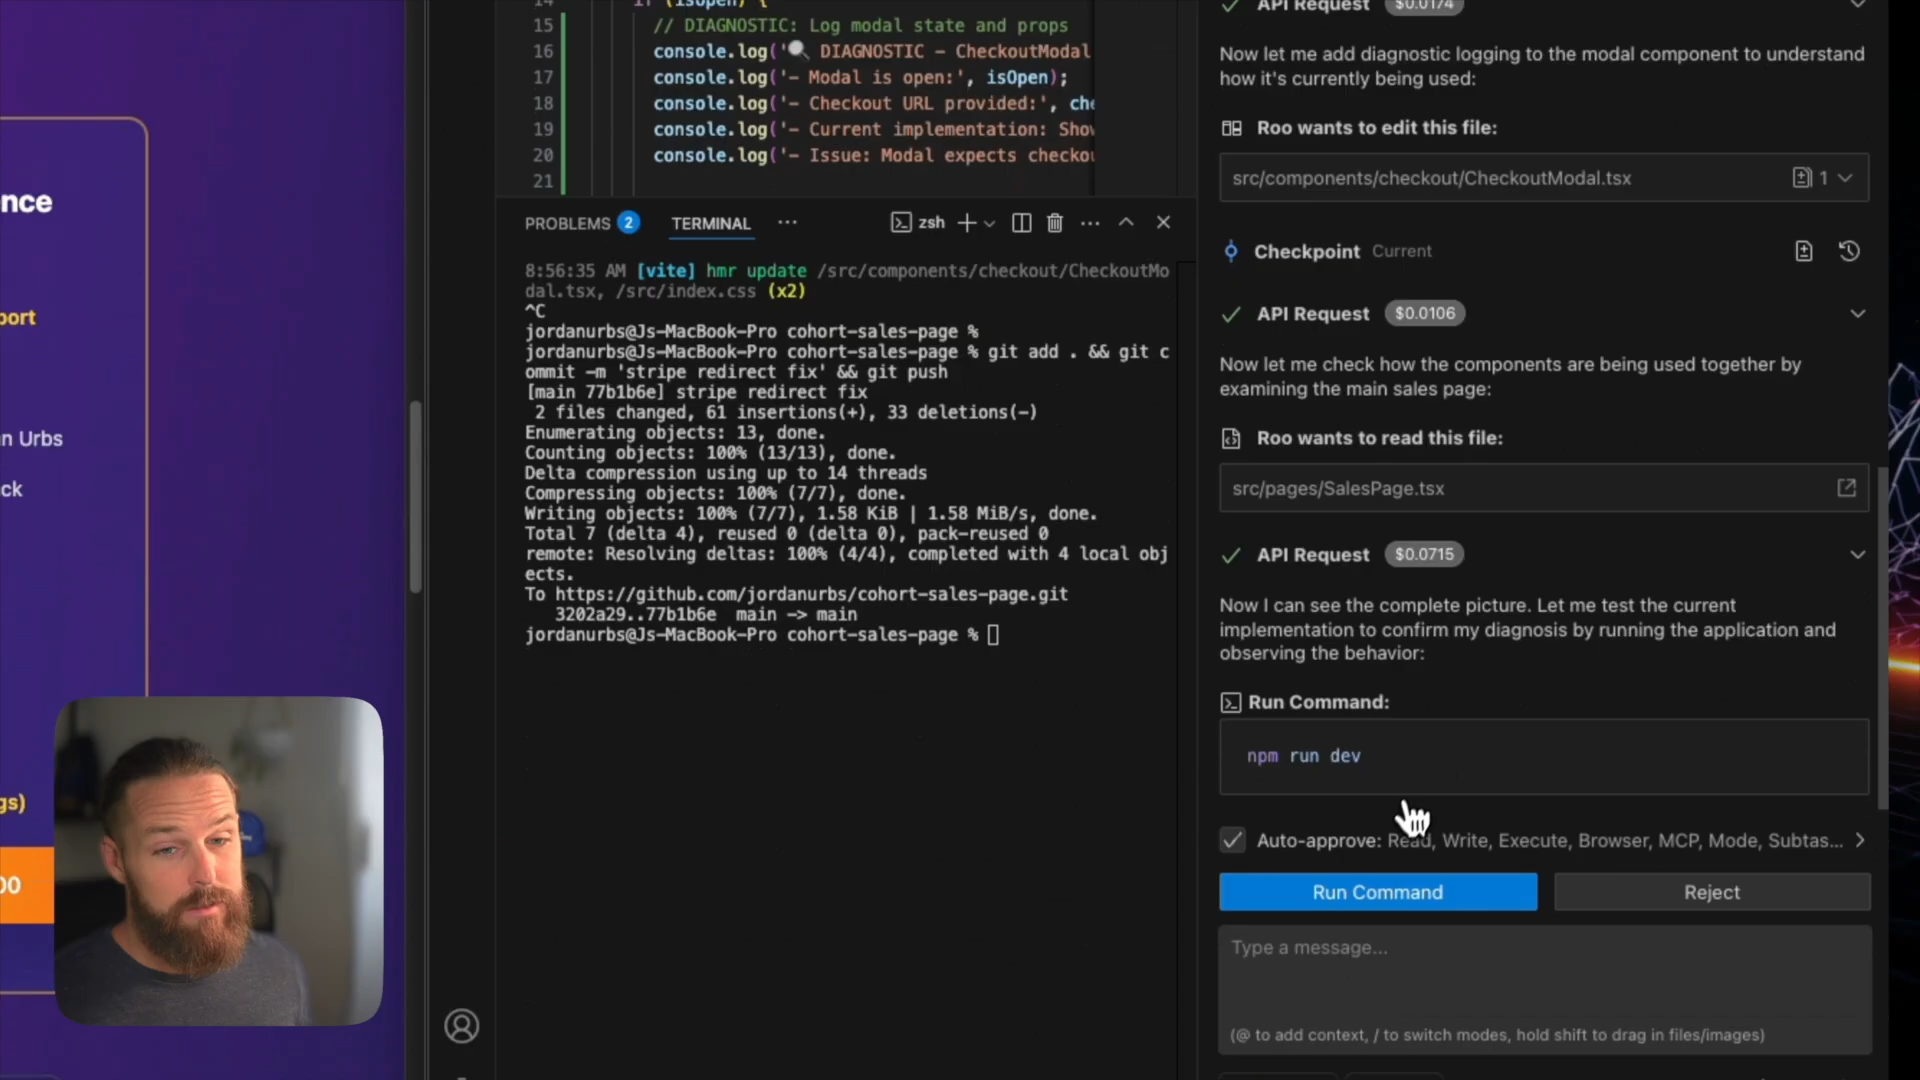 nce
port
n Urbs
ck
gs)
00
14 if (isOpen) {
15 // DIAGNOSTIC: Log modal state and props
16 console.log('🔍 DIAGNOSTIC – CheckoutModal
17 console.log('– Modal is open:', isOpen);
18 console.log('– Checkout URL provided:', che
19 console.log('– Current implementation: Show
20 console.log('– Issue: Modal expects checkou
21
PROBLEMS 2 TERMINAL ··· zsh
8:56:35 AM [vite] hmr update /src/components/checkout/CheckoutMo
dal.tsx, /src/index.css (x2)
^C
jordanurbs@Js-MacBook-Pro cohort-sales-page %
jordanurbs@Js-MacBook-Pro cohort-sales-page % git add . && git c
ommit -m 'stripe redirect fix' && git push
[main 77b1b6e] stripe redirect fix
2 files changed, 61 insertions(+), 33 deletions(-)
Enumerating objects: 13, done.
Counting objects: 100% (13/13), done.
Delta compression using up to 14 threads
Compressing objects: 100% (7/7), done.
Writing objects: 100% (7/7), 1.58 KiB | 1.58 MiB/s, done.
Total 7 (delta 4), reused 0 (delta 0), pack-reused 0
remote: Resolving deltas: 100% (4/4), completed with 4 local obj
ects.
To https://github.com/jordanurbs/cohort-sales-page.git
3202a29..77b1b6e main -> main
jordanurbs@Js-MacBook-Pro cohort-sales-page %
API Request $0.0174
Now let me add diagnostic logging to the modal component to understand
how it's currently being used:
Roo wants to edit this file:
src/components/checkout/CheckoutModal.tsx 1
Checkpoint Current
API Request $0.0106
Now let me check how the components are being used together by
examining the main sales page:
Roo wants to read this file:
src/pages/SalesPage.tsx
API Request $0.0715
Now I can see the complete picture. Let me test the current
implementation to confirm my diagnosis by running the application and
observing the behavior:
Run Command:
npm run dev
Auto-approve: Read, Write, Execute, Browser, MCP, Mode, Subtas...
Run Command Reject
Type a message...
(@ to add context, / to switch modes, hold shift to drag in files/images)